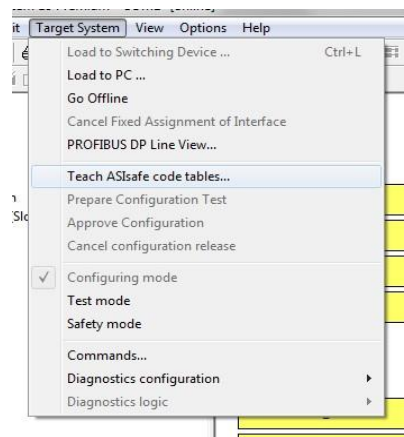 it Target System View Options Help
Load to Switching Device ... Ctrl+L
Load to PC ...
Go Offline
Cancel Fixed Assignment of Interface
PROFIBUS DP Line View...
Teach ASIsafe code tables...
Prepare Configuration Test
Approve Configuration
Cancel configuration release
Configuring mode
Test mode
Safety mode
Commands...
Diagnostics configuration
Diagnostics logic